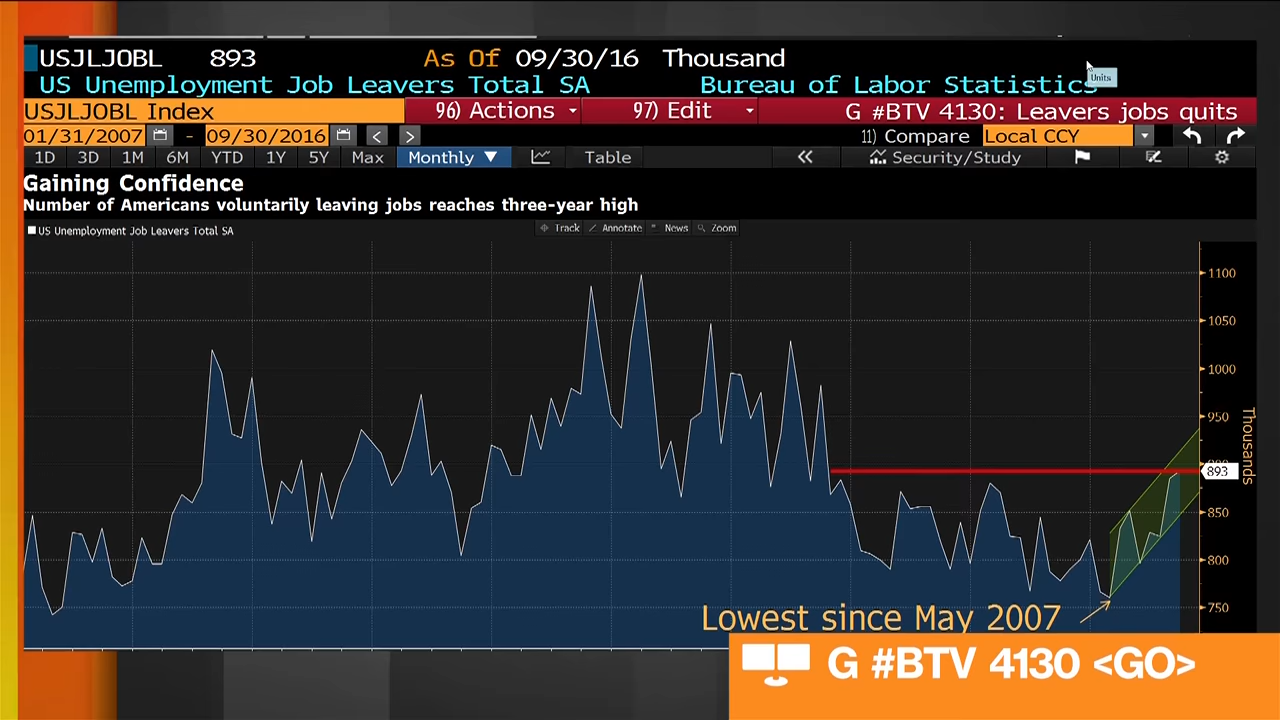 USJLJOBL 893 As Of 09/30/16 Thousand
US Unemployment Job Leavers Total SA Bureau of Labor Statistics
Units
USJLJOBL Index 96) Actions 97) Edit G #BTV 4130: Leavers jobs quits
01/31/2007 - 09/30/2016 < > 11) Compare Local CCY
1D 3D 1M 6M YTD 1Y 5Y Max Monthly ▼ Table « Security/Study
Gaining Confidence
Number of Americans voluntarily leaving jobs reaches three-year high
US Unemployment Job Leavers Total SA Track Annotate News Zoom
1100
1050
1000
950
Thousands
893
850
800
750
Lowest since May 2007
G #BTV 4130 <GO>